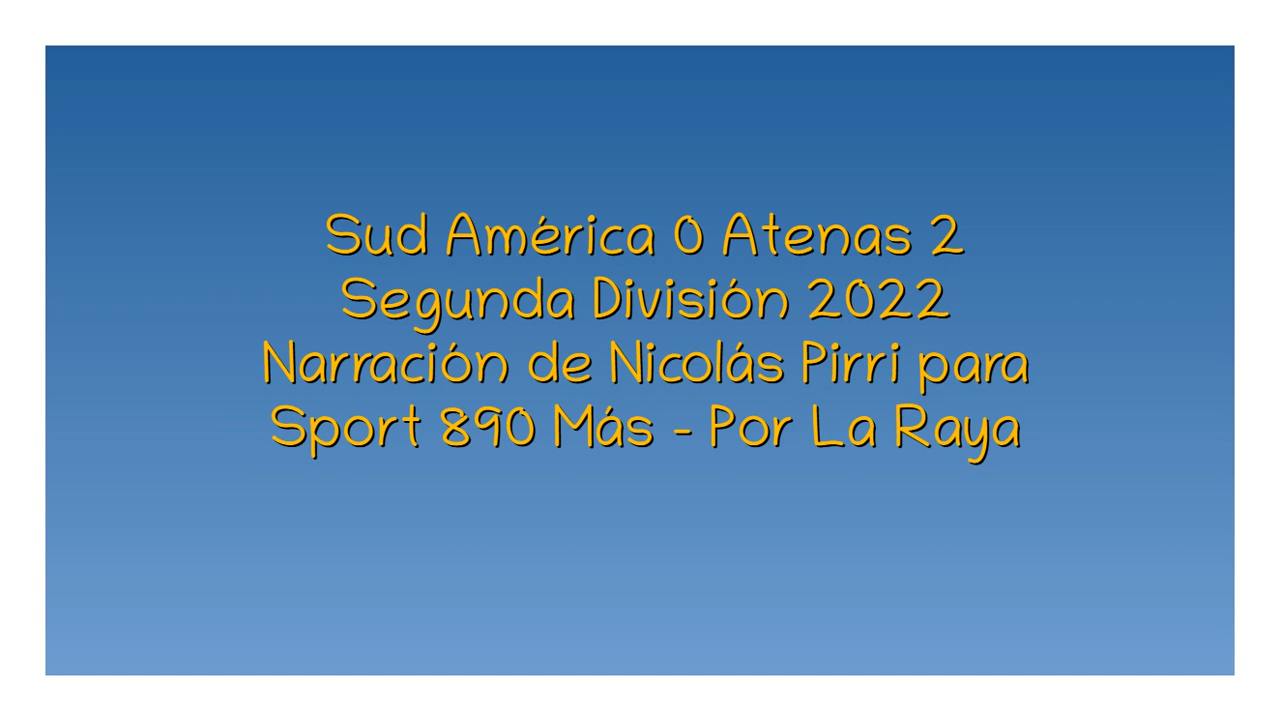 Sud América 0 Atenas 2
Segunda División 2022
Narración de Nicolás Pirri para
Sport 890 Más - Por La Raya